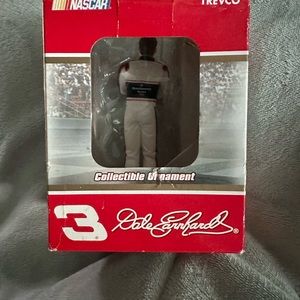 NASCAR
TREVCO
Collectible Ornament
3 Dale Earnhardt